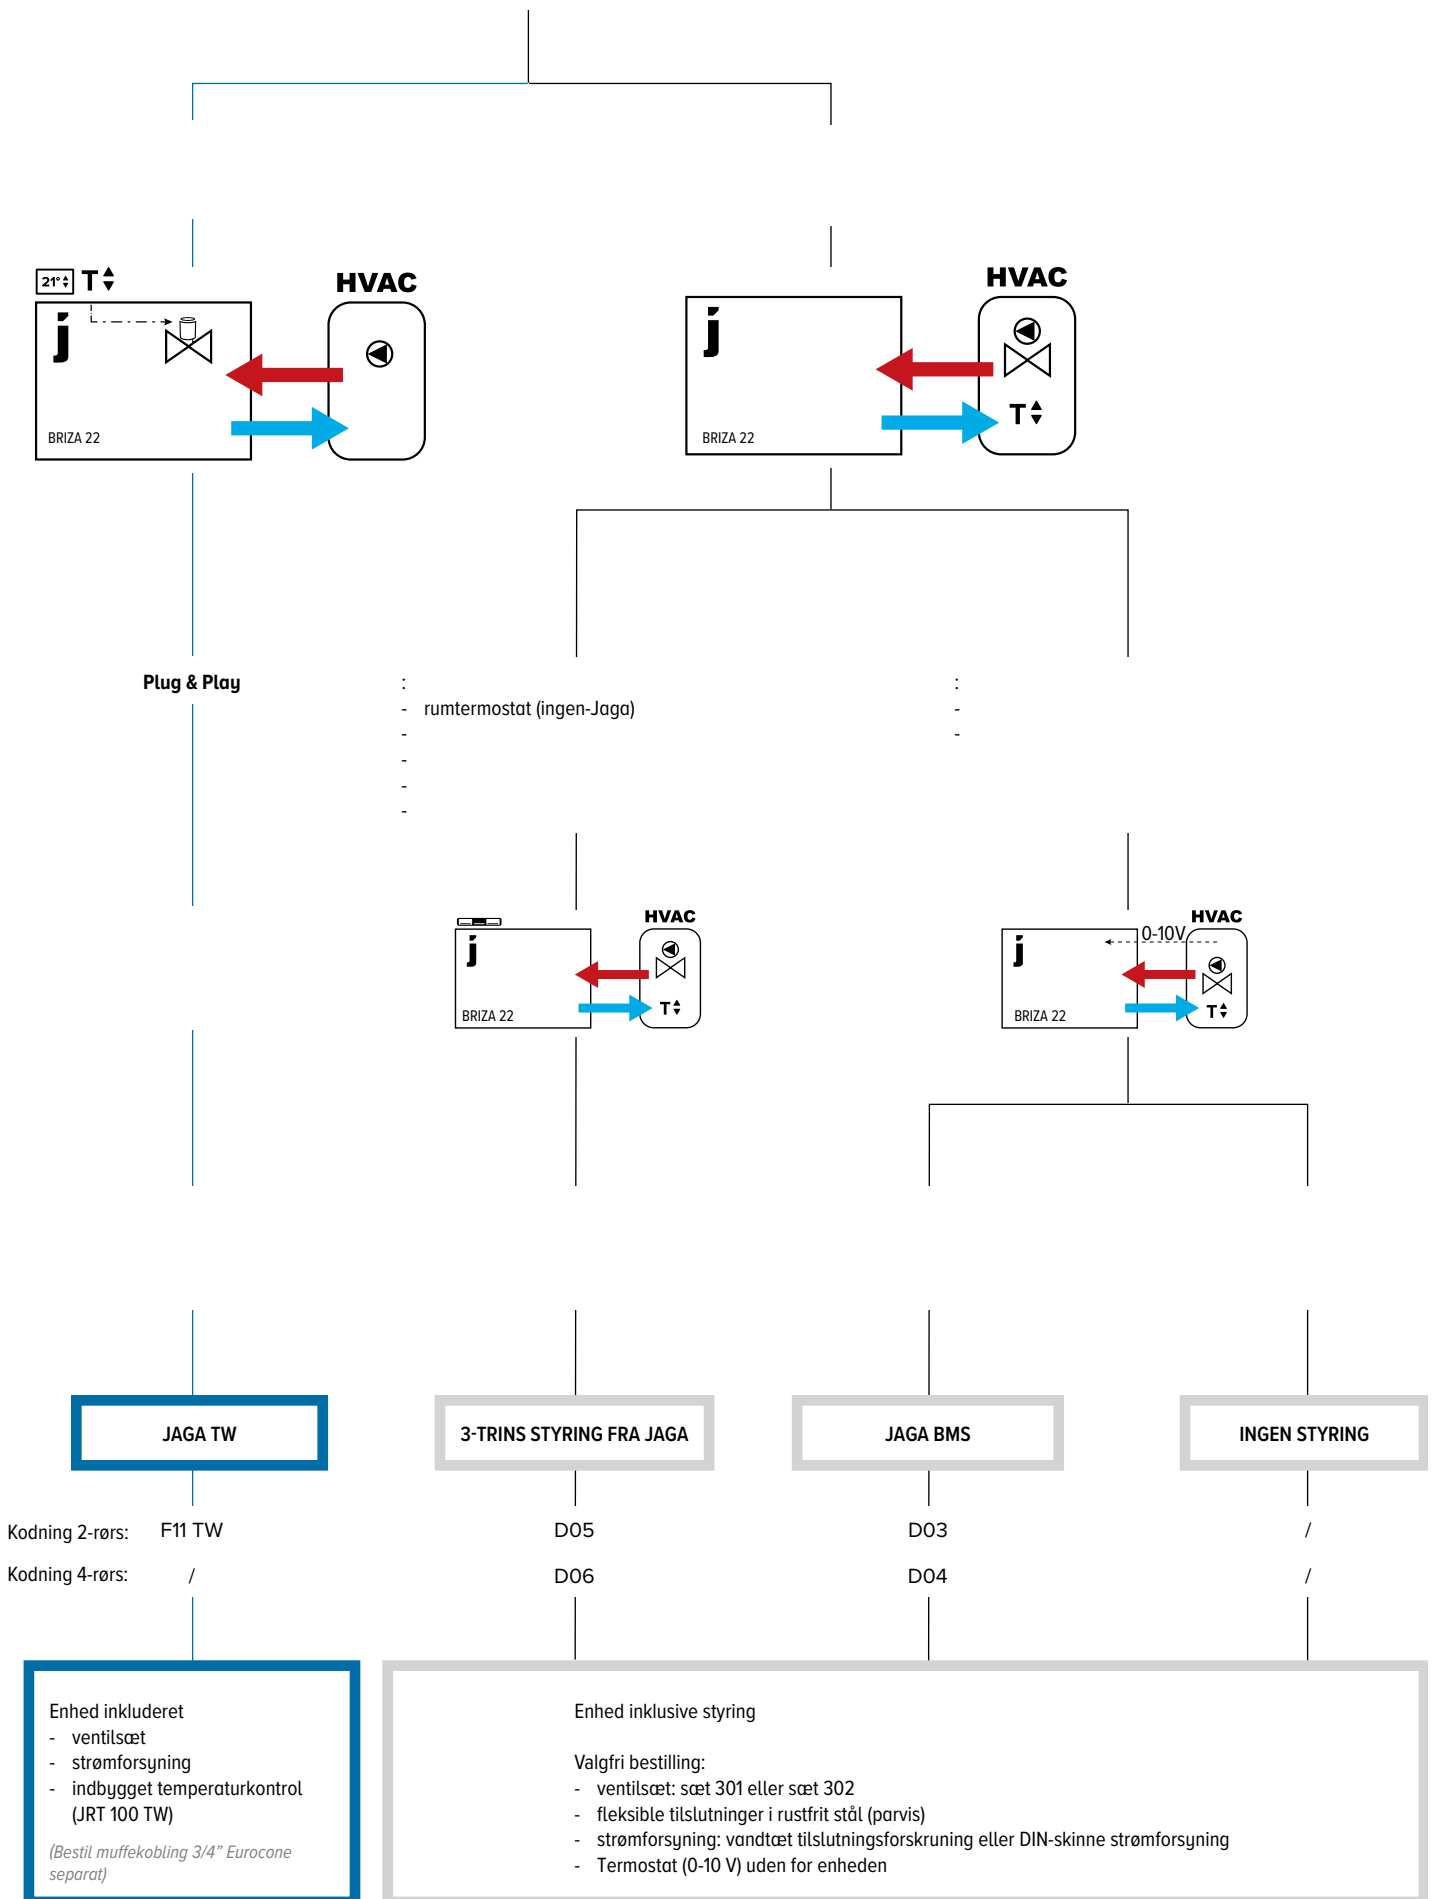 HVAC
21°
T
j
BRIZA 22
HVAC
j
T
BRIZA 22
Plug & Play
:
- rumtermostat (ingen-Jaga)
-
-
-
-
:
-
-
HVAC
j
T
BRIZA 22
HVAC
0-10V
j
T
BRIZA 22
JAGA TW
3-TRINS STYRING FRA JAGA
JAGA BMS
INGEN STYRING
Kodning 2-rørs: F11 TW D05 D03 /
Kodning 4-rørs: / D06 D04 /
Enhed inkluderet
- ventilsæt
- strømforsyning
- indbygget temperaturkontrol
(JRT 100 TW)
(Bestil muffekobling 3/4” Eurocone
separat)
Enhed inklusive styring
Valgfri bestilling:
- ventilsæt: sæt 301 eller sæt 302
- fleksible tilslutninger i rustfrit stål (parvis)
- strømforsyning: vandtæt tilslutningsforskruning eller DIN-skinne strømforsyning
- Termostat (0-10 V) uden for enheden